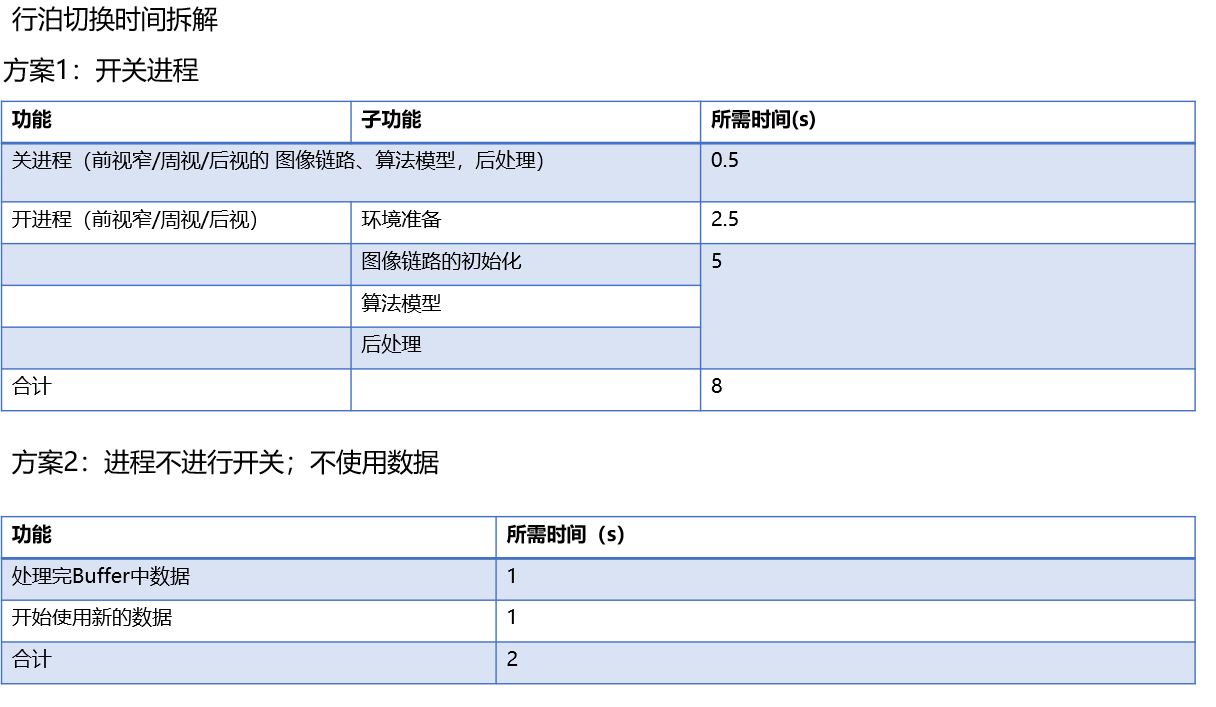 行泊切换时间拆解
方案1：开关进程
功能 子功能 所需时间(s)
关进程（前视窄/周视/后视的 图像链路、算法模型，后处理） 0.5
开进程（前视窄/周视/后视） 环境准备 2.5
图像链路的初始化 5
算法模型
后处理
合计 8
方案2：进程不进行开关；不使用数据
功能 所需时间（s）
处理完Buffer中数据 1
开始使用新的数据 1
合计 2